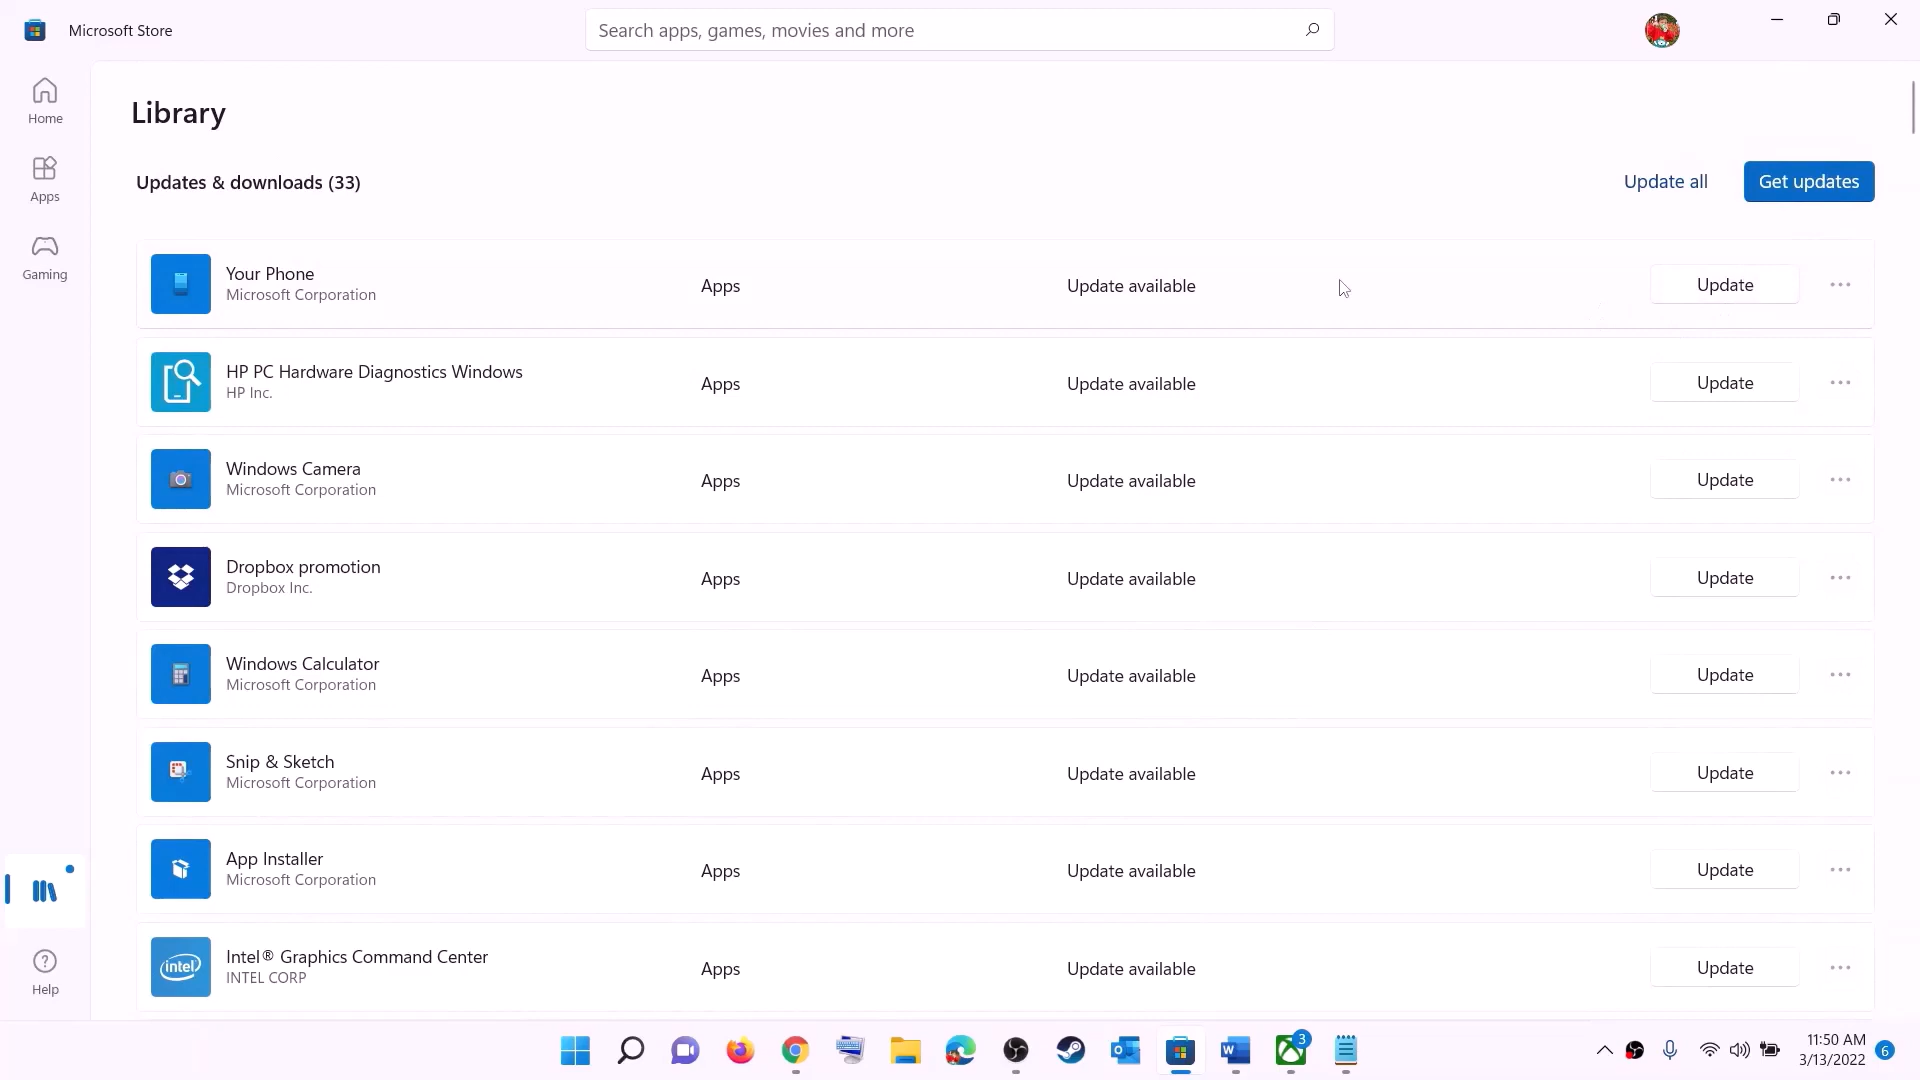 Microsoft Store
Search apps, games, movies and more
Home
Apps
Gaming
Library
Updates & downloads (33)
Update all
Get updates
Your Phone
Microsoft Corporation
Apps
Update available
Update
HP PC Hardware Diagnostics Windows
HP Inc.
Apps
Update available
Update
Windows Camera
Microsoft Corporation
Apps
Update available
Update
Dropbox promotion
Dropbox Inc.
Apps
Update available
Update
Windows Calculator
Microsoft Corporation
Apps
Update available
Update
Snip & Sketch
Microsoft Corporation
Apps
Update available
Update
App Installer
Microsoft Corporation
Apps
Update available
Update
intel
Intel® Graphics Command Center
INTEL CORP
Apps
Update available
Update
Help
W
3
11:50 AM
3/13/2022
6